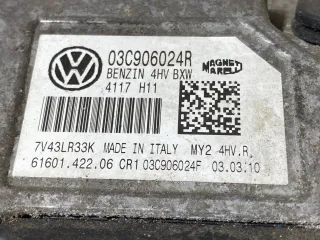 03C906024R
BENZIN 4HV BXW
4117 H11
MAGNETI MARELLI
7V43LR33K MADE IN ITALY MY2 4HV.R.
61601.422.06 CR1 03C906024F 03.03.10